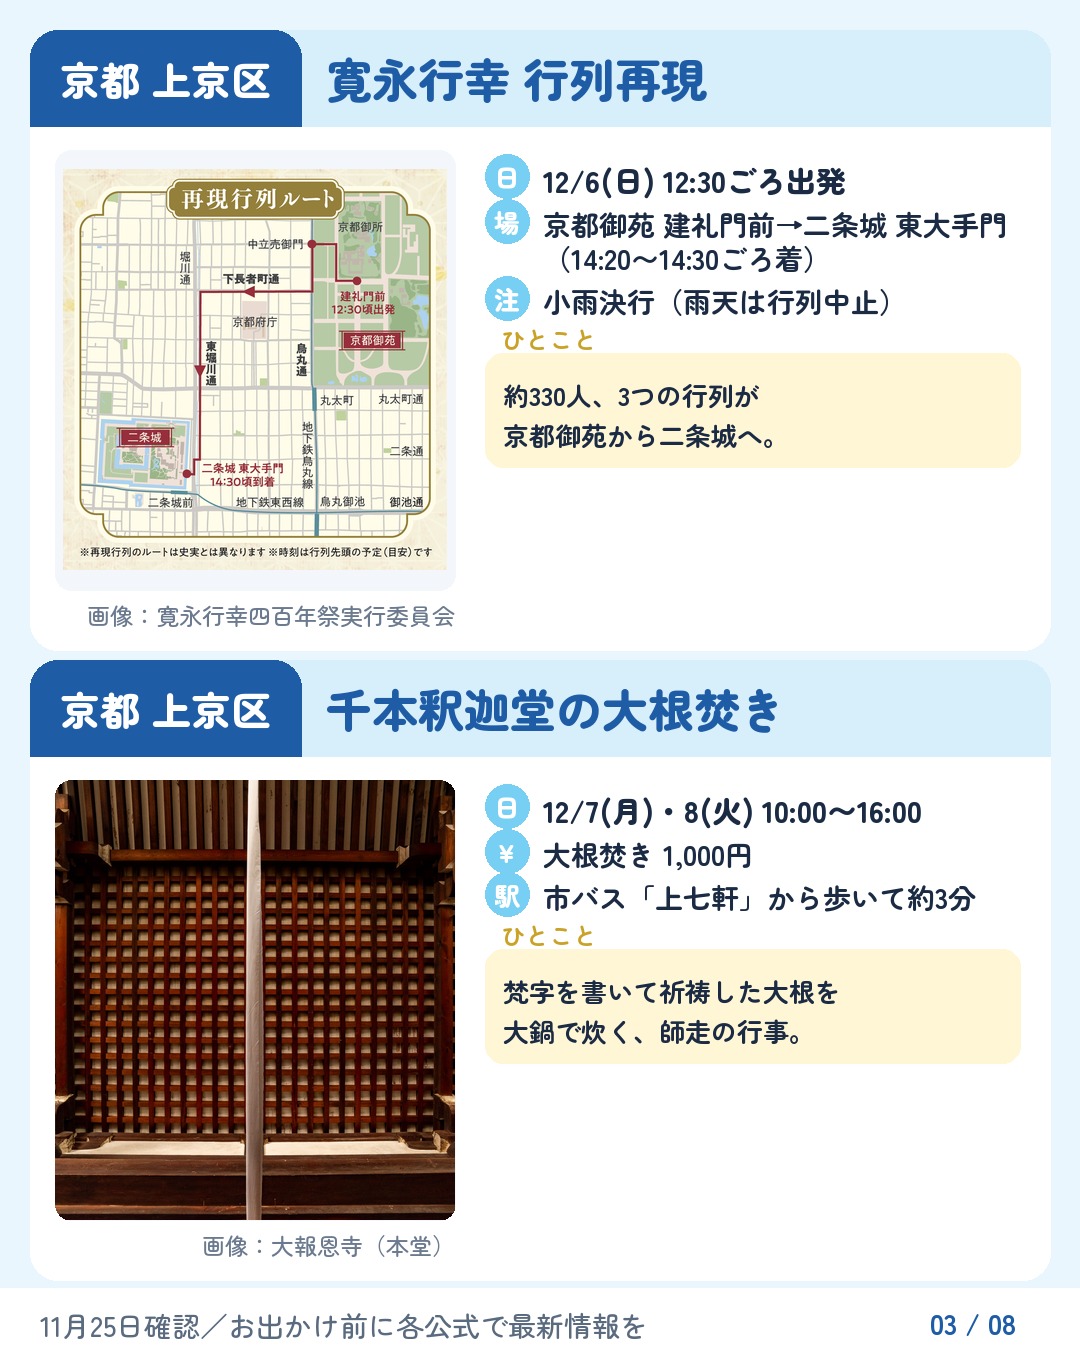 京都 上京区
寛永行幸 行列再現
再現行列ルート
京都御所
中立売御門
堀川通
下長者町通
建礼門前
12:30頃出発
京都府庁
京都御苑
東堀川通
烏丸通
丸太町
丸太町通
地下鉄烏丸線
二条城
二条通
二条城 東大手門
14:30頃到着
二条城前
地下鉄東西線
烏丸御池
御池通
※再現行列のルートは史実とは異なります ※時刻は行列先頭の予定(目安)です
画像：寛永行幸四百年祭実行委員会
日 12/6(日) 12:30ごろ出発
場 京都御苑 建礼門前→二条城 東大手門
（14:20〜14:30ごろ着）
注 小雨決行（雨天は行列中止）
ひとこと
約330人、3つの行列が
京都御苑から二条城へ。
京都 上京区
千本釈迦堂の大根焚き
画像：大報恩寺（本堂）
日 12/7(月)・8(火) 10:00〜16:00
¥ 大根焚き 1,000円
駅 市バス「上七軒」から歩いて約3分
ひとこと
梵字を書いて祈祷した大根を
大鍋で炊く、師走の行事。
11月25日確認／お出かけ前に各公式で最新情報を
03 / 08